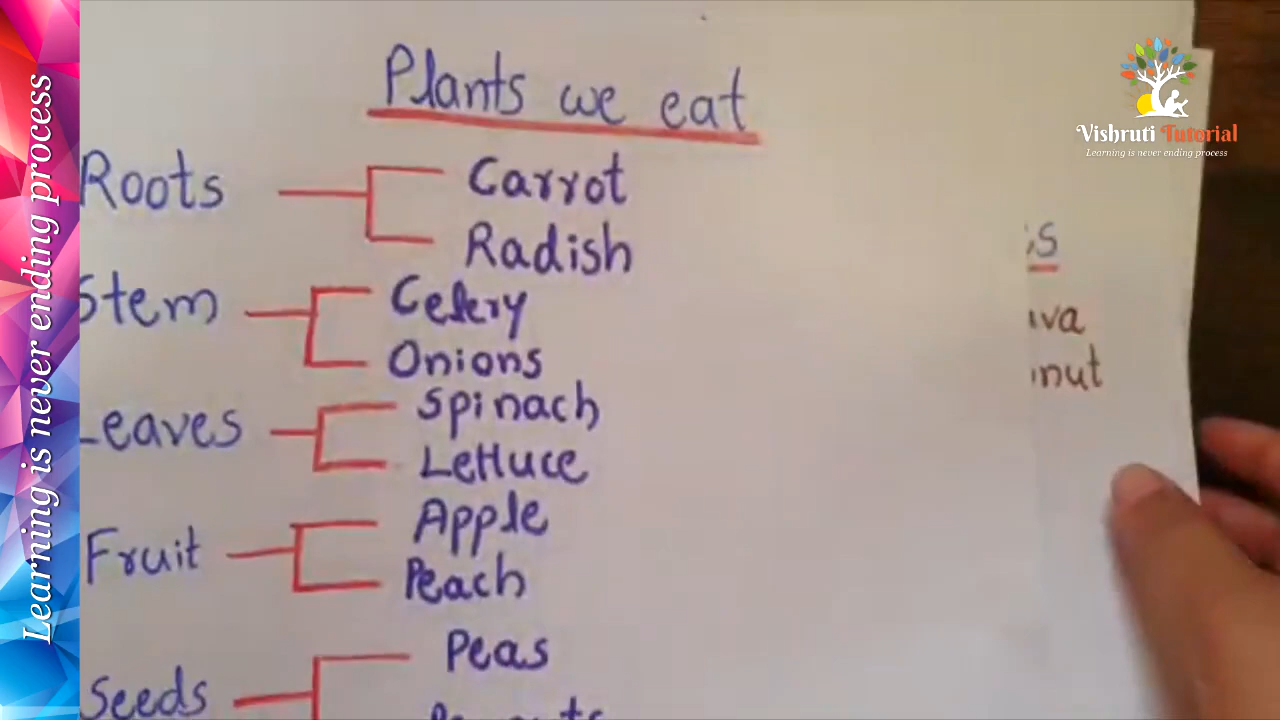 Learning is never ending process
Plants we eat
Vishruti Tutorial
Learning is never ending process
Roots
Carrot
Radish
Stem
Celery
Onions
Leaves
Spinach
Lettuce
Fruit
Apple
Peach
Seeds
Peas